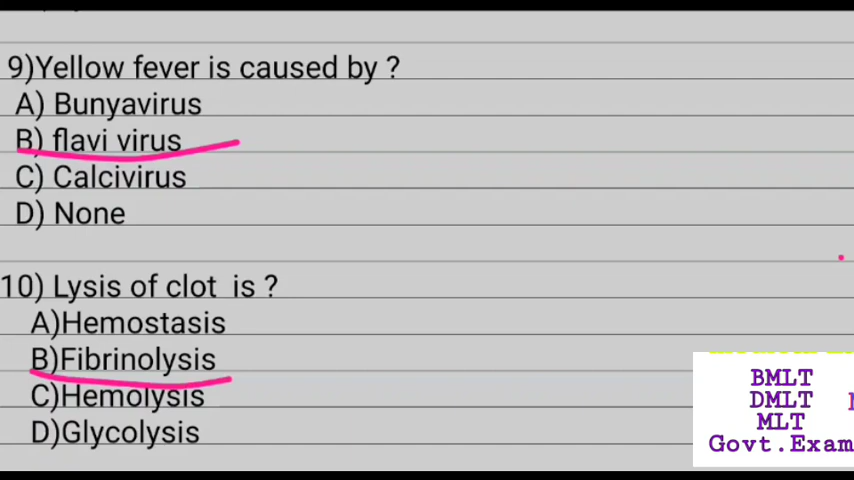 9)Yellow fever is caused by ?
A) Bunyavirus
B) flavi virus
C) Calcivirus
D) None
10) Lysis of clot is ?
A)Hemostasis
B)Fibrinolysis
C)Hemolysis
D)Glycolysis
BMLT
DMLT
MLT
Govt.Exam